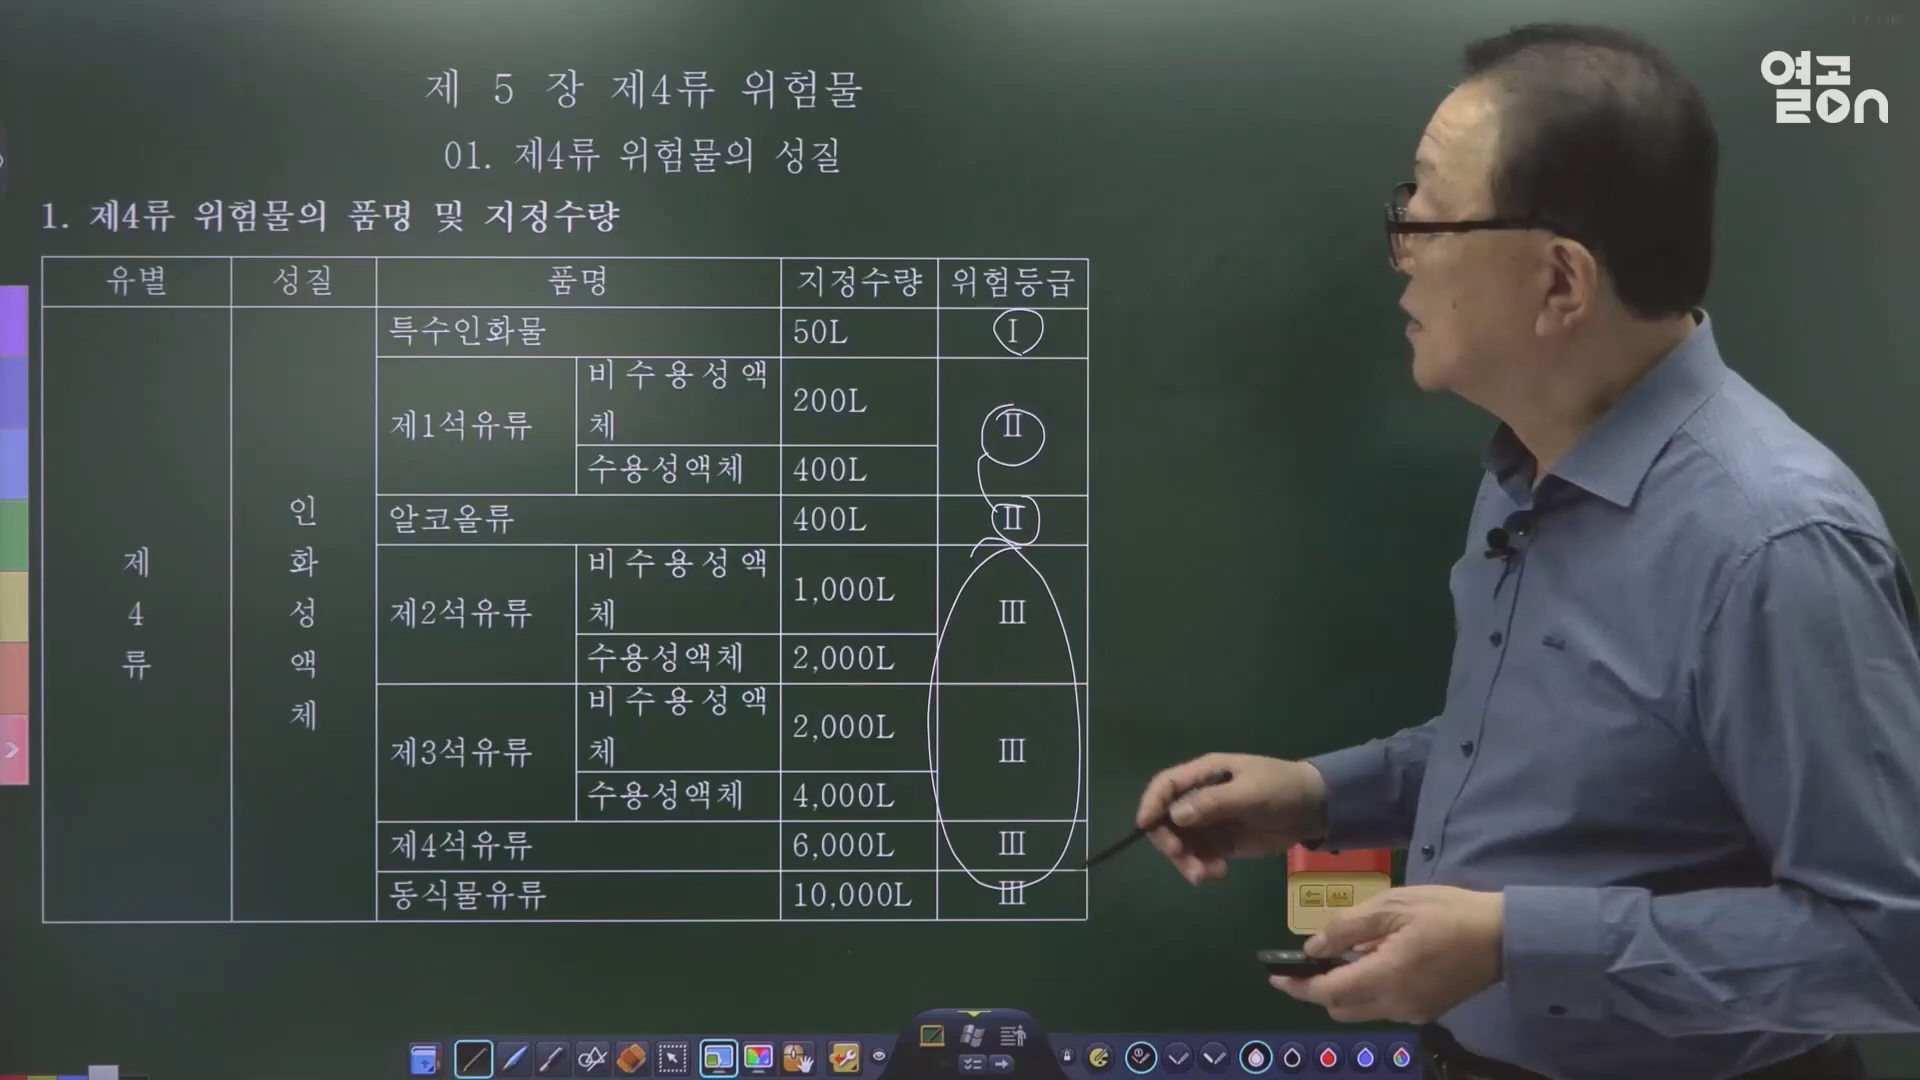 열공on
제 5 장 제4류 위험물
01. 제4류 위험물의 성질
1. 제4류 위험물의 품명 및 지정수량
유별 성질 품명 지정수량 위험등급
제4류 인화성액체
특수인화물 50L Ⅰ
제1석유류 비수용성액체 200L Ⅱ
수용성액체 400L
알코올류 400L Ⅱ
제2석유류 비수용성액체 1,000L Ⅲ
수용성액체 2,000L
제3석유류 비수용성액체 2,000L Ⅲ
수용성액체 4,000L
제4석유류 6,000L Ⅲ
동식물유류 10,000L Ⅲ